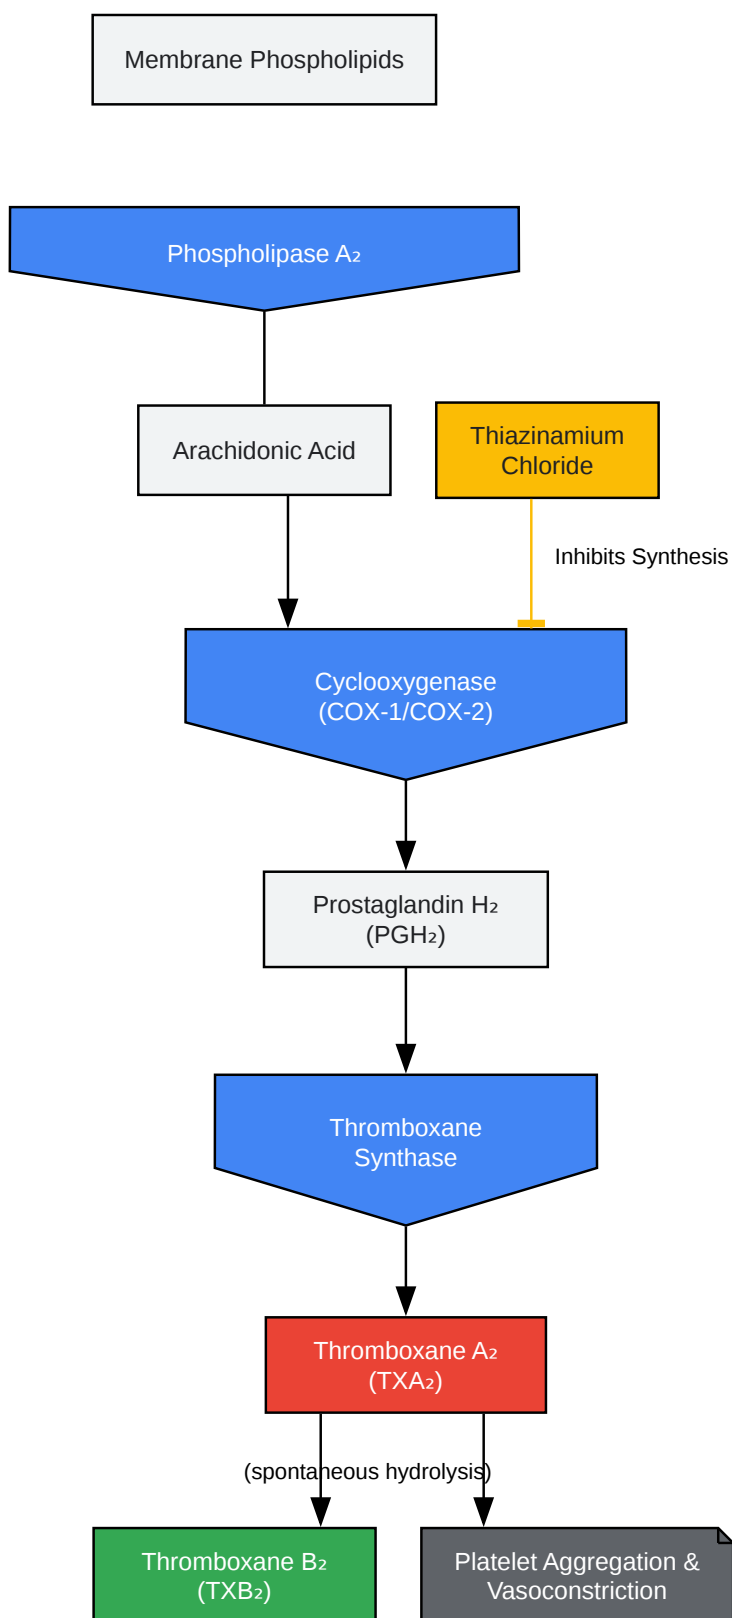 Membrane Phospholipids
Phospholipase A₂
Arachidonic Acid
Thiazinamium
Chloride
Inhibits Synthesis
Cyclooxygenase
(COX-1/COX-2)
Prostaglandin H₂
(PGH₂)
Thromboxane
Synthase
Thromboxane A₂
(TXA₂)
(spontaneous hydrolysis)
Thromboxane B₂
(TXB₂)
Platelet Aggregation &
Vasoconstriction